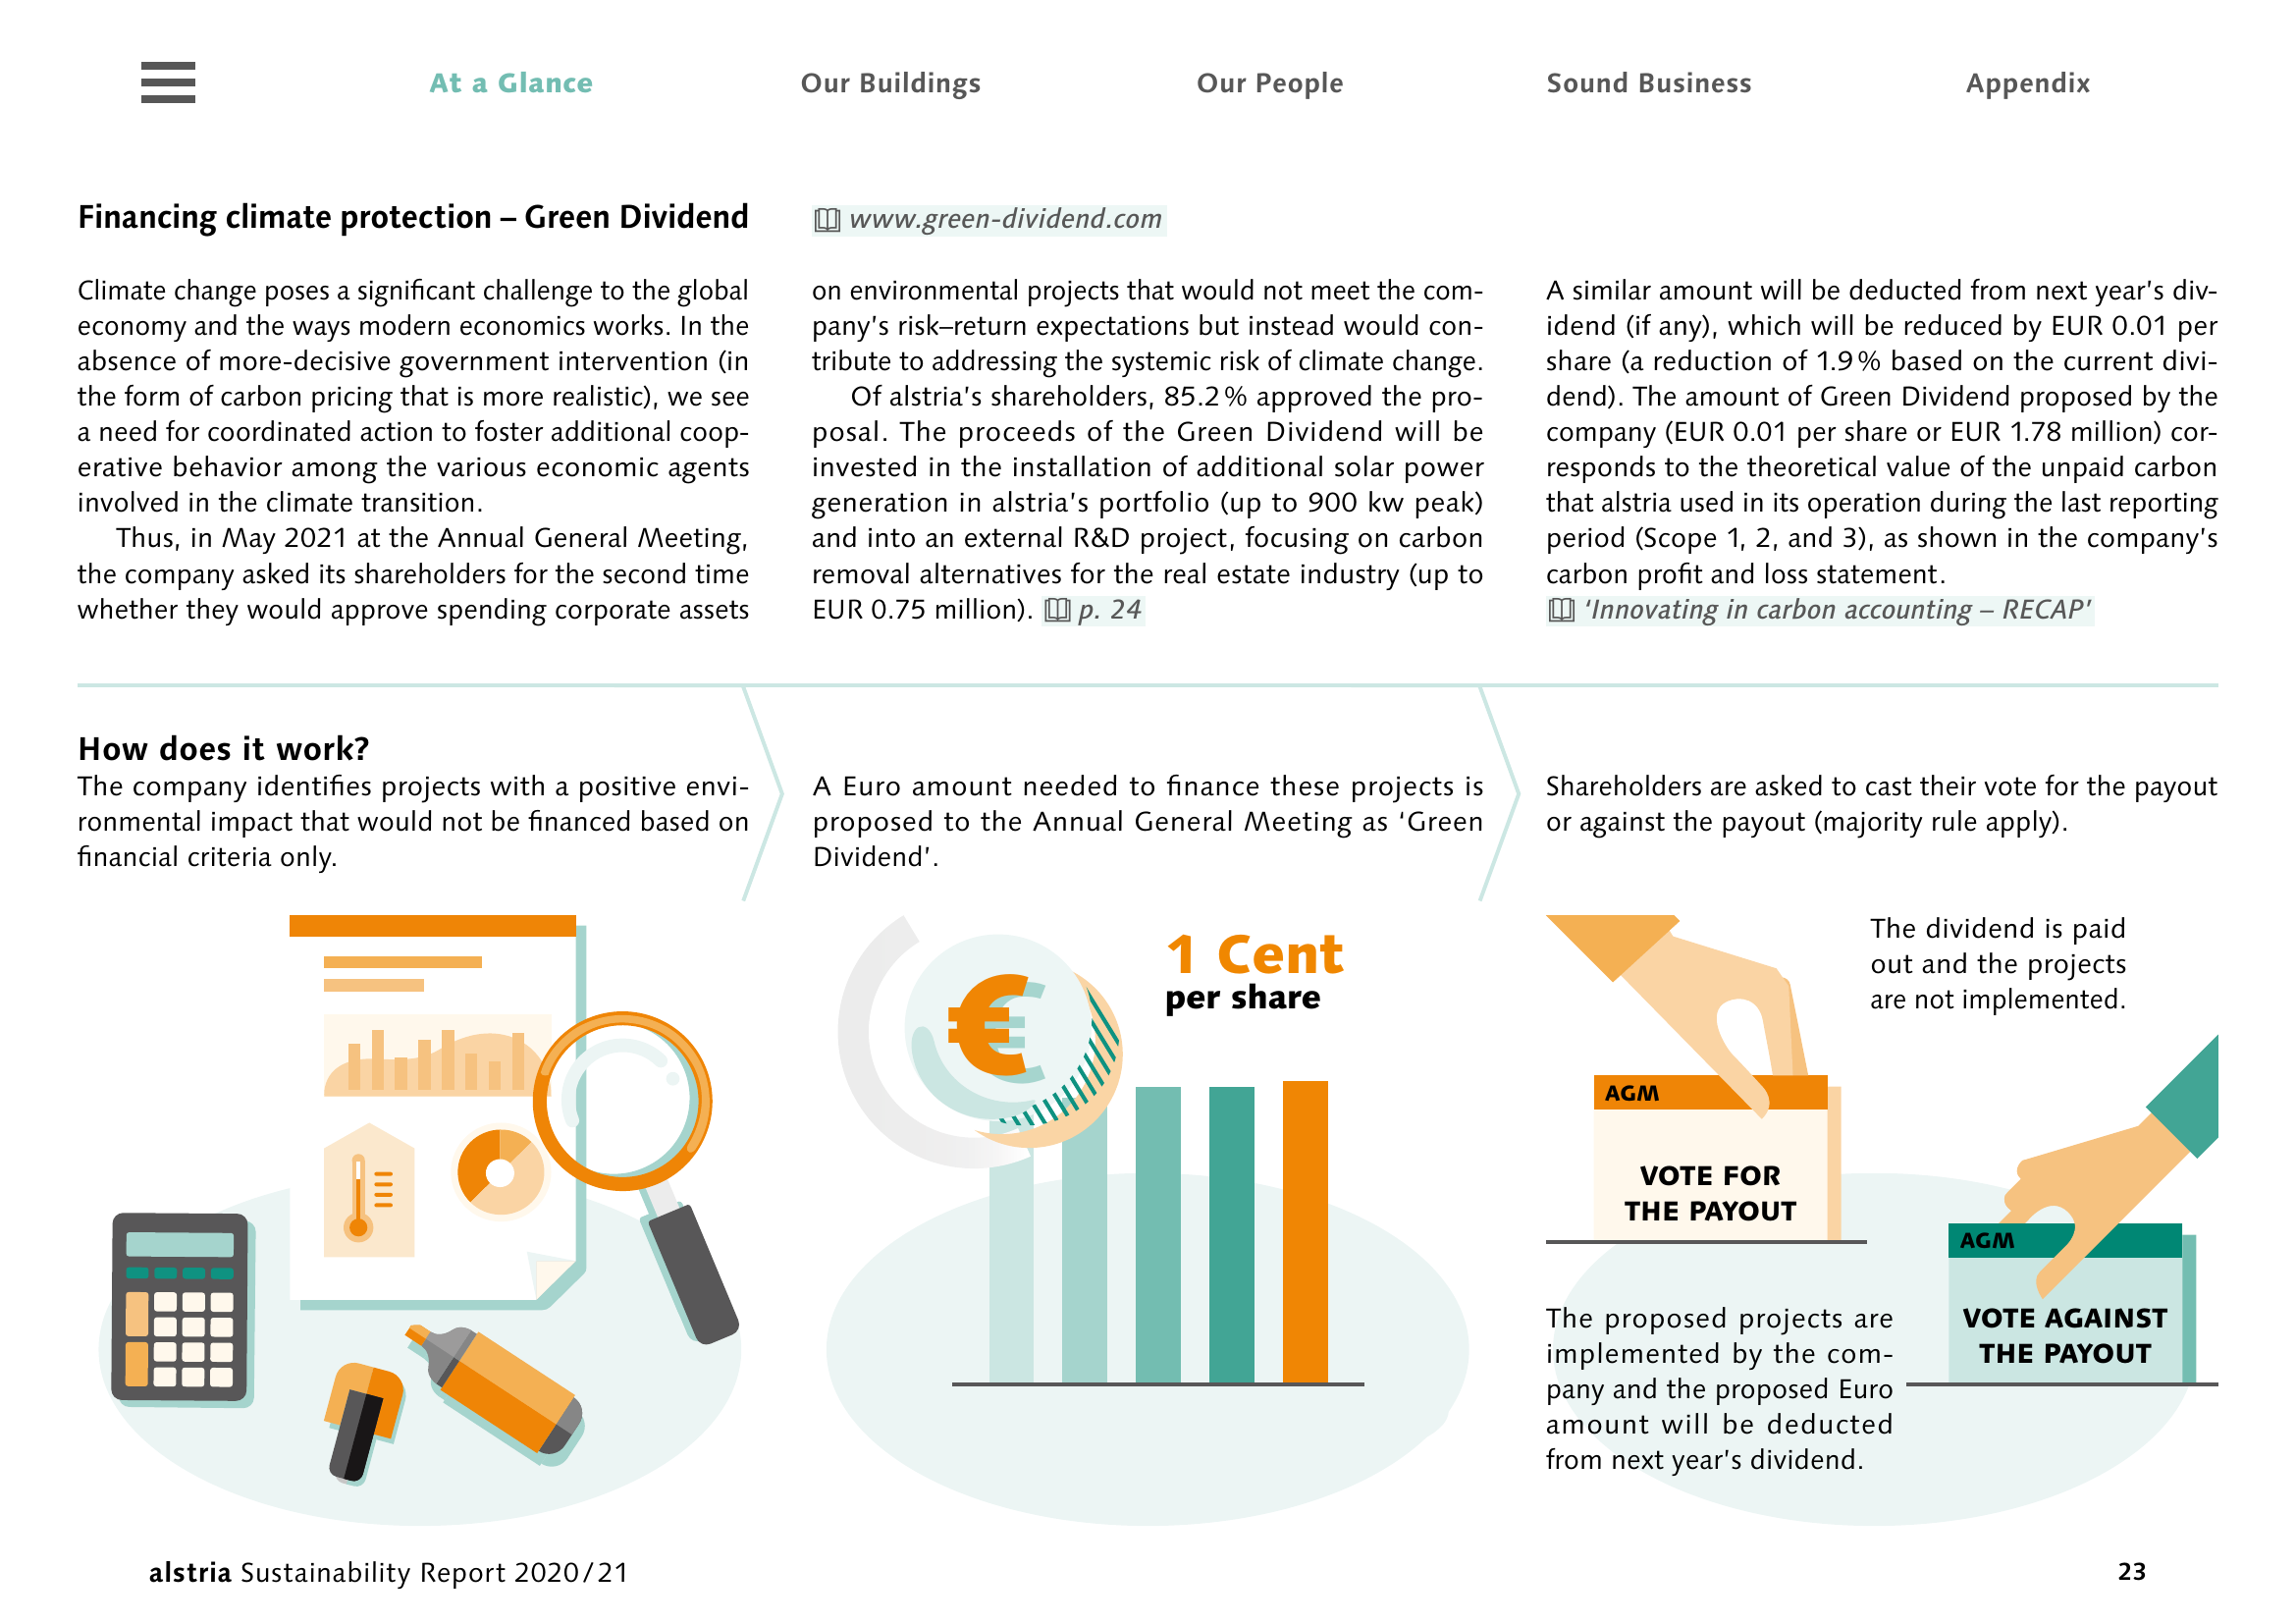 At a Glance
Our Buildings
Our People
Sound Business
Appendix
Financing climate protection – Green Dividend
www.green-dividend.com
Climate change poses a significant challenge to the global
economy and the ways modern economics works. In the
absence of more-decisive government intervention (in
the form of carbon pricing that is more realistic), we see
a need for coordinated action to foster additional coop-
erative behavior among the various economic agents
involved in the climate transition.
Thus, in May 2021 at the Annual General Meeting,
the company asked its shareholders for the second time
whether they would approve spending corporate assets
on environmental projects that would not meet the com-
pany’s risk–return expectations but instead would con-
tribute to addressing the systemic risk of climate change.
Of alstria’s shareholders, 85.2 % approved the pro-
posal. The proceeds of the Green Dividend will be
invested in the installation of additional solar power
generation in alstria’s portfolio (up to 900 kw peak)
and into an external R&D project, focusing on carbon
removal alternatives for the real estate industry (up to
EUR 0.75 million). p. 24
A similar amount will be deducted from next year’s div-
idend (if any), which will be reduced by EUR 0.01 per
share (a reduction of 1.9 % based on the current divi-
dend). The amount of Green Dividend proposed by the
company (EUR 0.01 per share or EUR 1.78 million) cor-
responds to the theoretical value of the unpaid carbon
that alstria used in its operation during the last reporting
period (Scope 1, 2, and 3), as shown in the company’s
carbon profit and loss statement.
‘Innovating in carbon accounting – RECAP’
How does it work?
The company identifies projects with a positive envi-
ronmental impact that would not be financed based on
financial criteria only.
A Euro amount needed to finance these projects is
proposed to the Annual General Meeting as ‘Green
Dividend’.
€
1 Cent
per share
Shareholders are asked to cast their vote for the payout
or against the payout (majority rule apply).
The dividend is paid
out and the projects
are not implemented.
AGM
VOTE FOR
THE PAYOUT
AGM
VOTE AGAINST
THE PAYOUT
The proposed projects are
implemented by the com-
pany and the proposed Euro
amount will be deducted
from next year’s dividend.
alstria Sustainability Report 2020/21
23